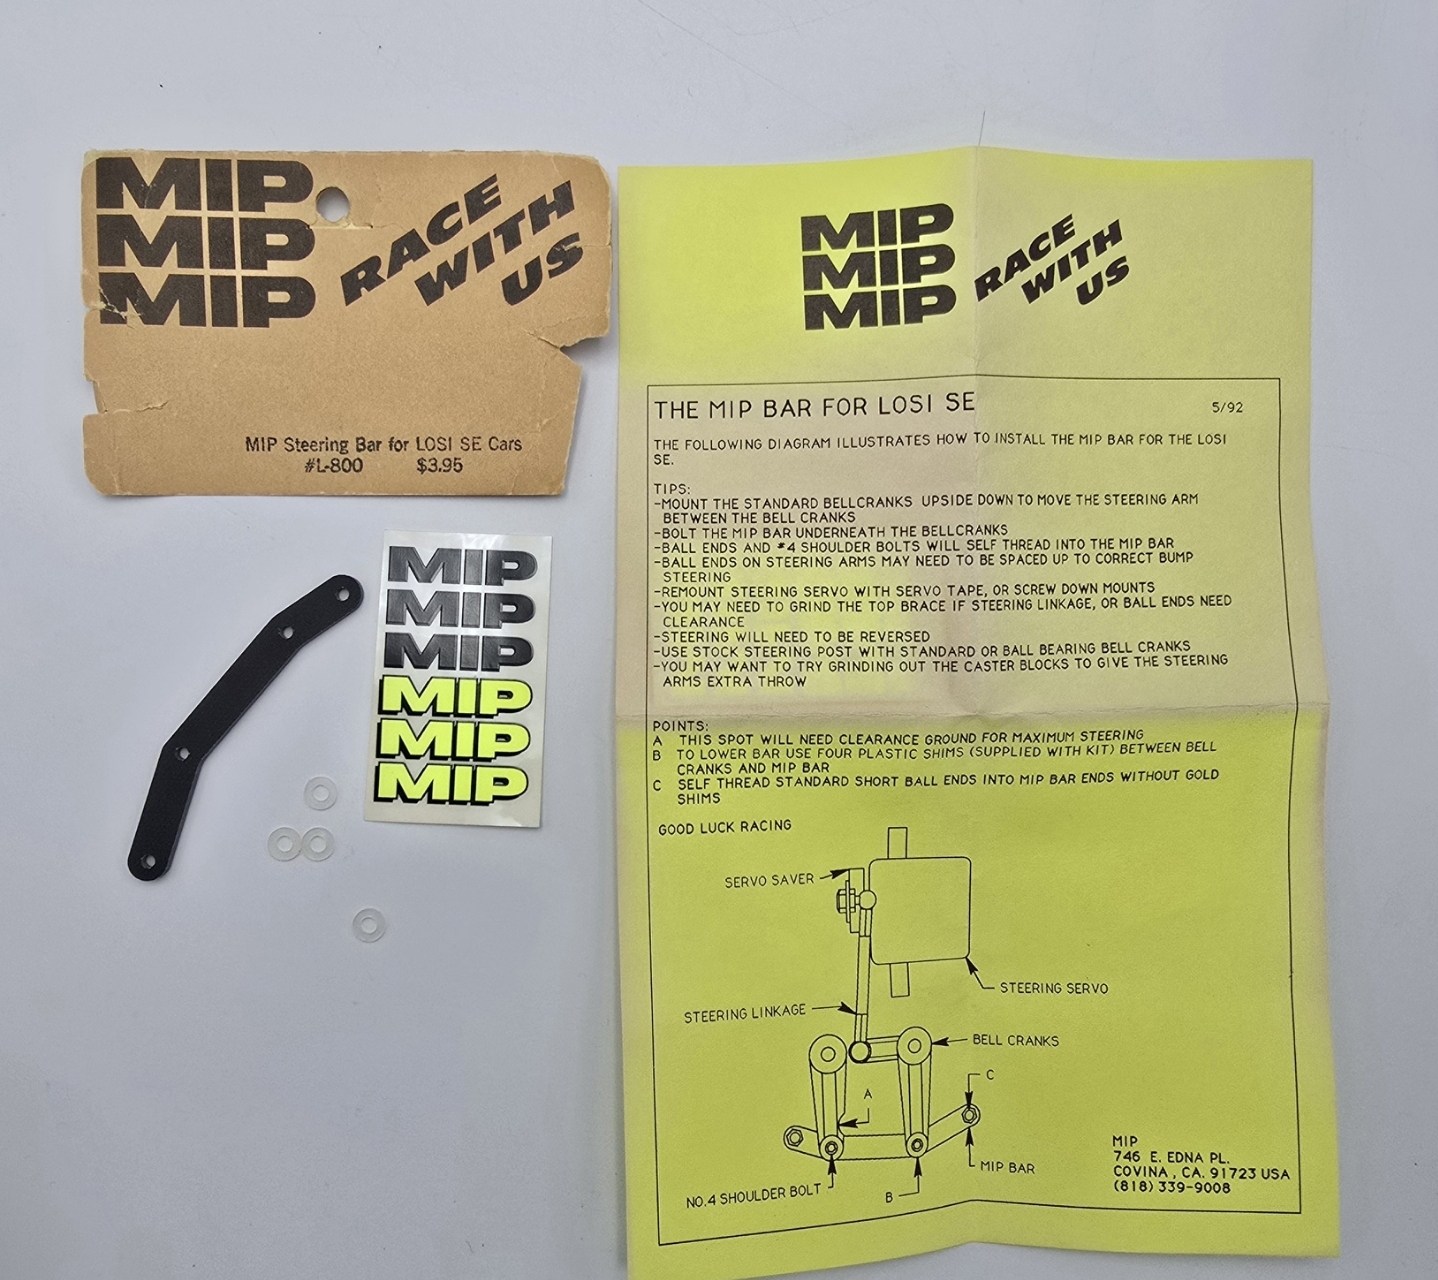 MIP
MIP
MIP
RACE
WITH
US
MIP Steering Bar for LOSI SE Cars
#L-800 $3.95
MIP
MIP
MIP
MIP
MIP
MIP
MIP
MIP
MIP
RACE
WITH
US
THE MIP BAR FOR LOSI SE 5/92
THE FOLLOWING DIAGRAM ILLUSTRATES HOW TO INSTALL THE MIP BAR FOR THE LOSI
SE.
TIPS:
-MOUNT THE STANDARD BELLCRANKS UPSIDE DOWN TO MOVE THE STEERING ARM
BETWEEN THE BELL CRANKS
-BOLT THE MIP BAR UNDERNEATH THE BELLCRANKS
-BALL ENDS AND #4 SHOULDER BOLTS WILL SELF THREAD INTO THE MIP BAR
-BALL ENDS ON STEERING ARMS MAY NEED TO BE SPACED UP TO CORRECT BUMP
STEERING
-REMOUNT STEERING SERVO WITH SERVO TAPE, OR SCREW DOWN MOUNTS
-YOU MAY NEED TO GRIND THE TOP BRACE IF STEERING LINKAGE, OR BALL ENDS NEED
CLEARANCE
-STEERING WILL NEED TO BE REVERSED
-USE STOCK STEERING POST WITH STANDARD OR BALL BEARING BELL CRANKS
-YOU MAY WANT TO TRY GRINDING OUT THE CASTER BLOCKS TO GIVE THE STEERING
ARMS EXTRA THROW
POINTS:
A THIS SPOT WILL NEED CLEARANCE GROUND FOR MAXIMUM STEERING
B TO LOWER BAR USE FOUR PLASTIC SHIMS (SUPPLIED WITH KIT) BETWEEN BELL
CRANKS AND MIP BAR
C SELF THREAD STANDARD SHORT BALL ENDS INTO MIP BAR ENDS WITHOUT GOLD
SHIMS
GOOD LUCK RACING
SERVO SAVER
STEERING SERVO
STEERING LINKAGE
BELL CRANKS
C
A
MIP BAR
NO.4 SHOULDER BOLT
B
MIP
746 E. EDNA PL.
COVINA, CA. 91723 USA
(818) 339-9008